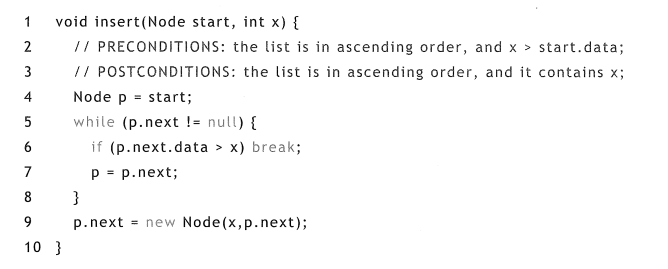 1 void insert(Node start, int x) {
2 // PRECONDITIONS: the list is in ascending order, and x > start.data;
3 // POSTCONDITIONS: the list is in ascending order, and it contains x;
4 Node p = start;
5 while (p.next != null) {
6 if (p.next.data > x) break;
7 p = p.next;
8 }
9 p.next = new Node(x,p.next);
10 }